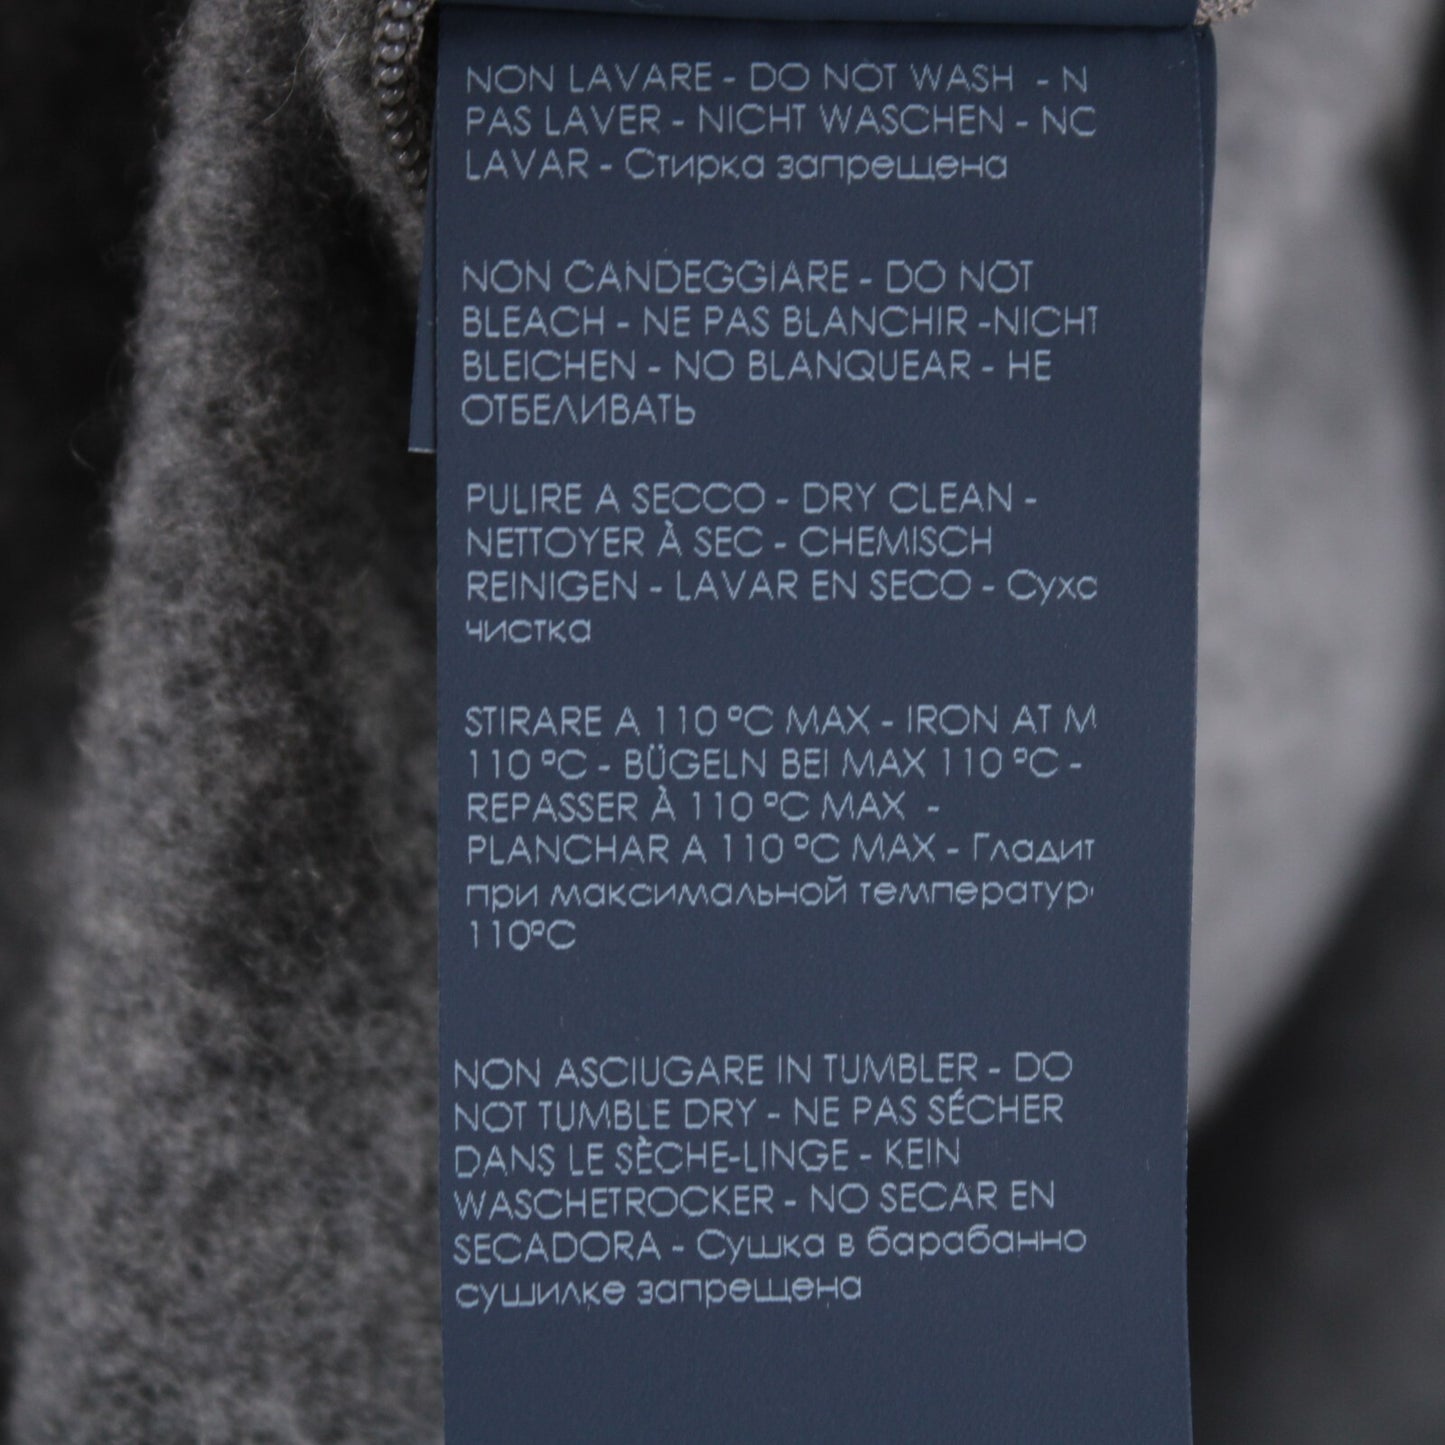 NON LAVARE - DO NOT WASH - N
PAS LAVER - NICHT WASCHEN - NO
LAVAR - Стирка запрещена
NON CANDEGGIARE - DO NOT
BLEACH - NE PAS BLANCHIR -NICHT
BLEICHEN - NO BLANQUEAR - НЕ
ОТБЕЛИВАТЬ
PULIRE A SECCO - DRY CLEAN -
NETTOYER À SEC - CHEMISCH
REINIGEN - LAVAR EN SECO - Сухо
чистка
STIRARE A 110 ºC MAX - IRON AT M
110 ºC - BÜGELN BEI MAX 110 ºC -
REPASSER À 110 ºC MAX -
PLANCHAR A 110 ºC MAX - Гладит
при максимальной температур
110ºC
NON ASCIUGARE IN TUMBLER - DO
NOT TUMBLE DRY - NE PAS SÉCHER
DANS LE SÈCHE-LINGE - KEIN
WASCHETROCKER - NO SECAR EN
SECADORA - Сушка в барабанно
сушилке запрещена